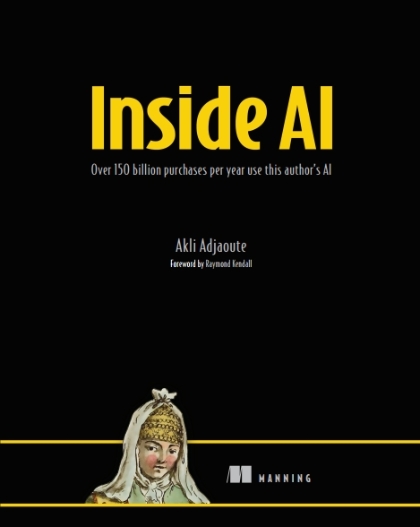 Inside AI
Over 150 billion purchases per year use this author's AI
Akli Adjaoute
Foreword by Raymond Kendall
MANNING